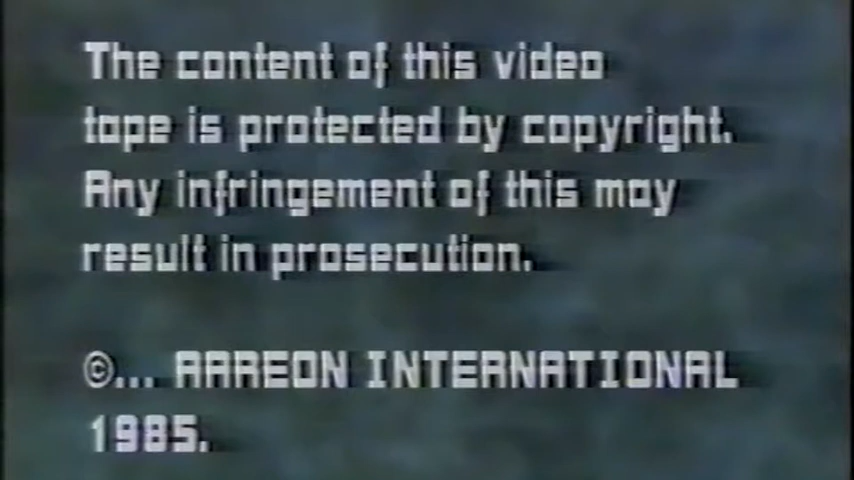 The content of this video
tape is protected by copyright.
Any infringement of this may
result in prosecution.
©... AAREON INTERNATIONAL
1985.